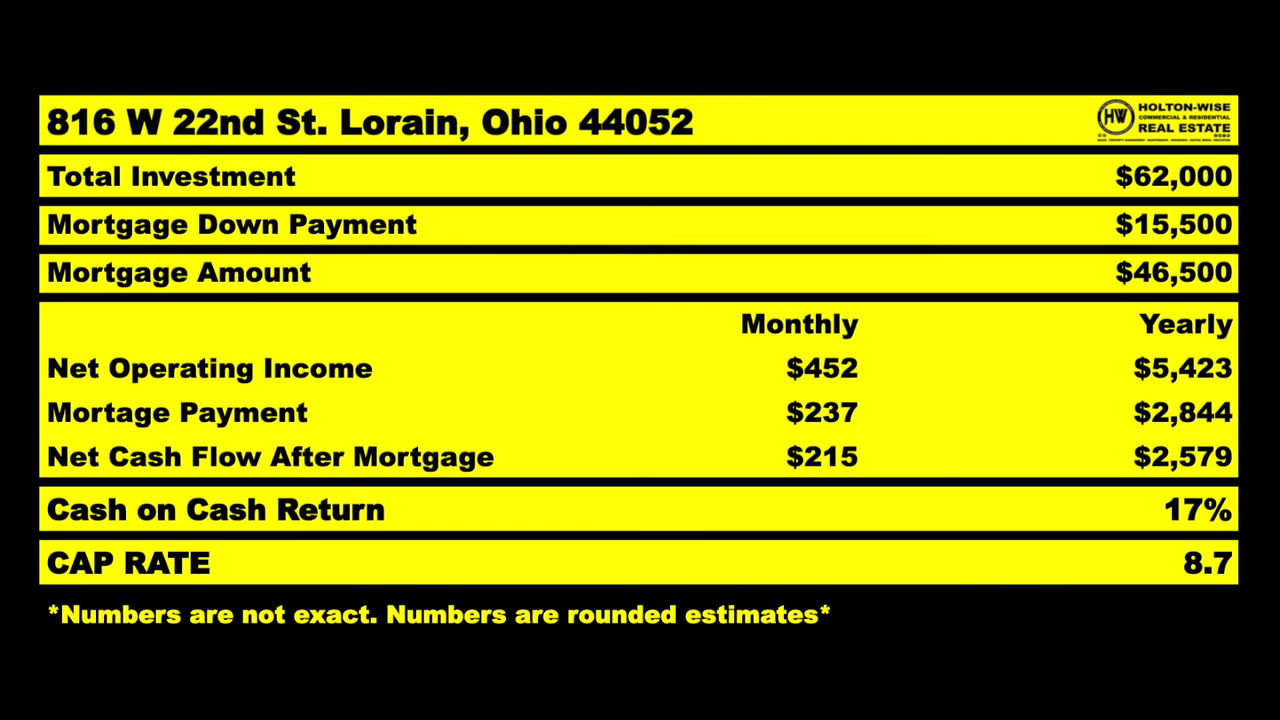 816 W 22nd St. Lorain, Ohio 44052
HW
HOLTON-WISE
COMMERCIAL & RESIDENTIAL
REAL ESTATE
Total Investment $62,000
Mortgage Down Payment $15,500
Mortgage Amount $46,500
Monthly Yearly
Net Operating Income $452 $5,423
Mortage Payment $237 $2,844
Net Cash Flow After Mortgage $215 $2,579
Cash on Cash Return 17%
CAP RATE 8.7
*Numbers are not exact. Numbers are rounded estimates*